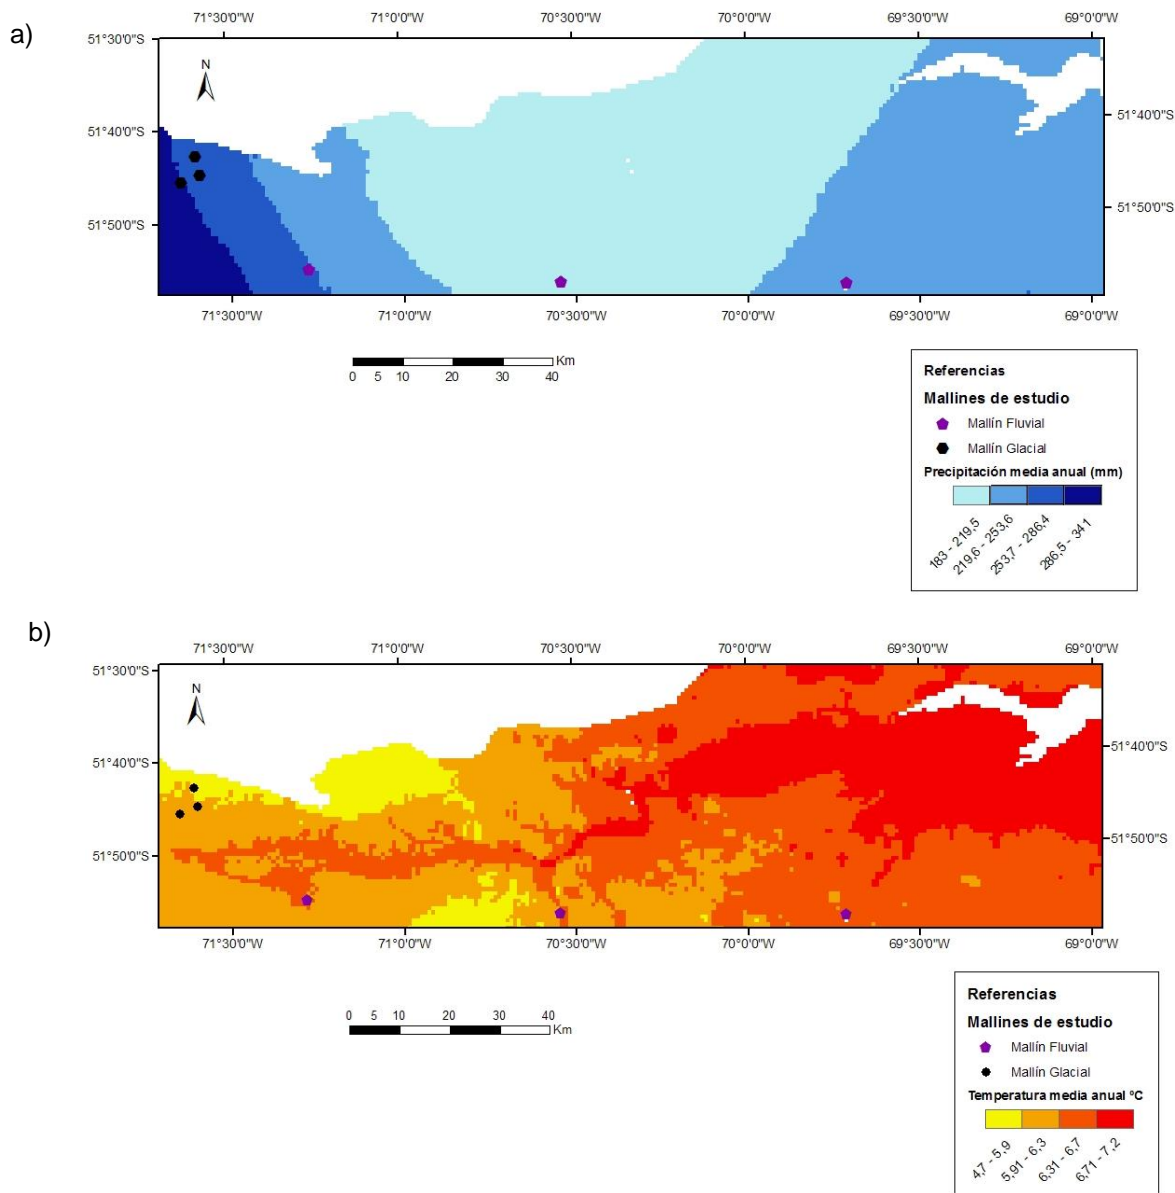 a)
71°30'0"W 71°0'0"W 70°30'0"W 70°0'0"W 69°30'0"W 69°0'0"W
51°30'0"S
N
51°40'0"S
51°40'0"S
51°50'0"S
51°50'0"S
71°30'0"W 71°0'0"W 70°30'0"W 70°0'0"W 69°30'0"W 69°0'0"W
Km
0 5 10 20 30 40
Referencias
Mallines de estudio
Mallín Fluvial
Mallín Glacial
Precipitación media anual (mm)
183 - 219,5
219,6 - 253,6
253,7 - 286,4
286,5 - 341
b)
71°30'0"W 71°0'0"W 70°30'0"W 70°0'0"W 69°30'0"W 69°0'0"W
51°30'0"S
N
51°40'0"S
51°40'0"S
51°50'0"S
51°50'0"S
71°30'0"W 71°0'0"W 70°30'0"W 70°0'0"W 69°30'0"W 69°0'0"W
0 5 10 20 30 40
Km
Referencias
Mallines de estudio
Mallín Fluvial
Mallín Glacial
Temperatura media anual ºC
4,7 - 5,9
5,91 - 6,3
6,31 - 6,7
6,71 - 7,2